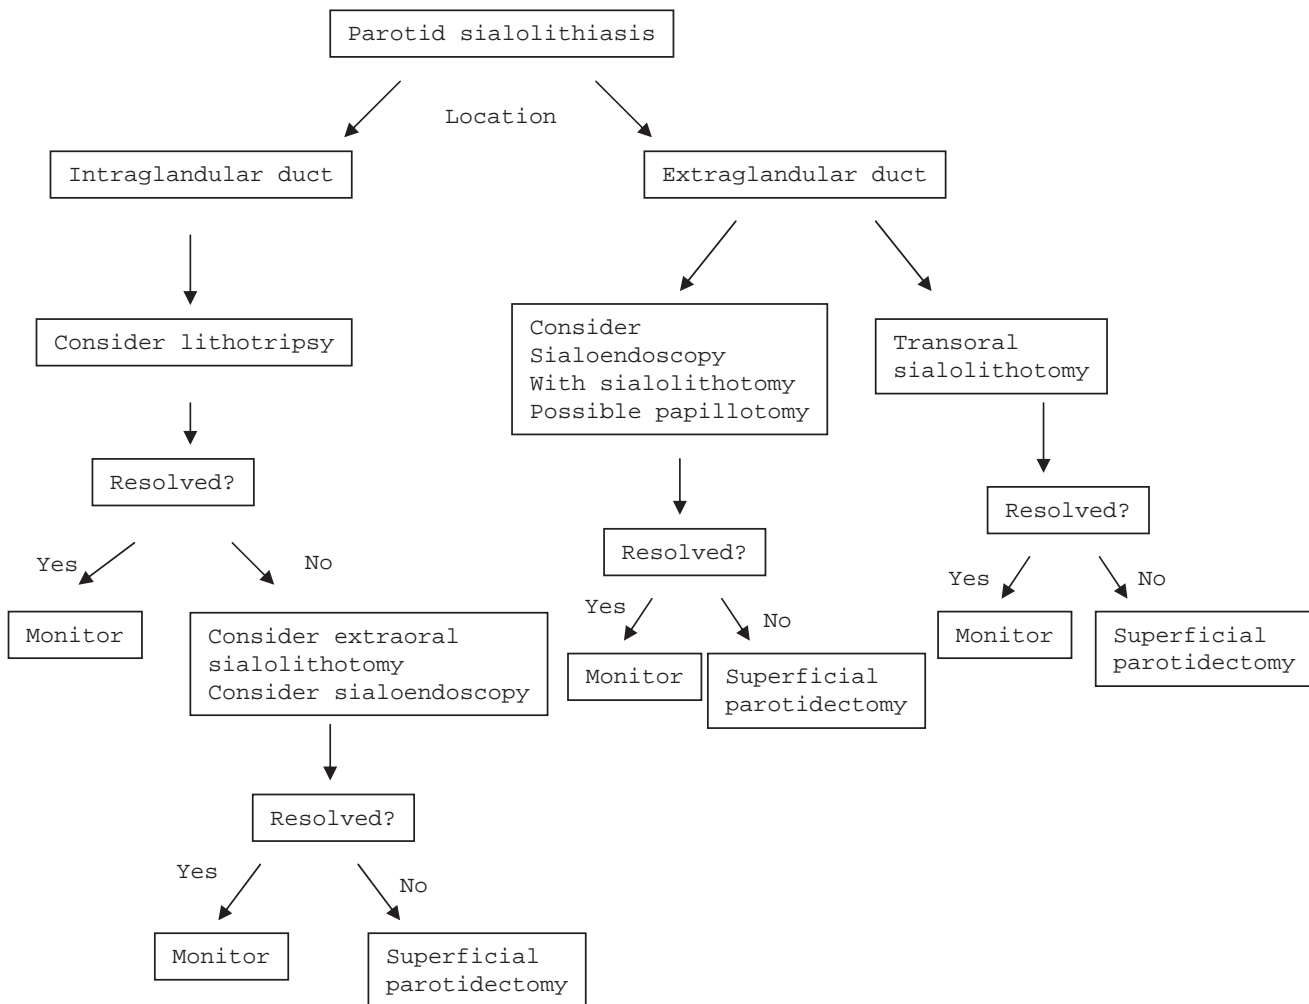 Parotid sialolithiasis
Location
Intraglandular duct
Extraglandular duct
Consider lithotripsy
Consider
Sialoendoscopy
With sialolithotomy
Possible papillotomy
Transoral
sialolithotomy
Resolved?
Yes
No
Monitor
Consider extraoral
sialolithotomy
Consider sialoendoscopy
Resolved?
Yes
No
Monitor
Superficial
parotidectomy
Resolved?
Yes
No
Monitor
Superficial
parotidectomy
Resolved?
Yes
No
Monitor
Superficial
parotidectomy